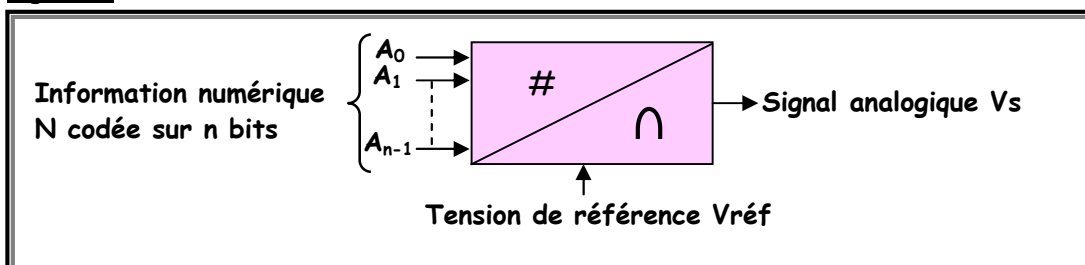 A₀
A₁
Information numérique
N codée sur n bits
Aₙ₋₁
#
∩
Signal analogique Vs
Tension de référence Vréf